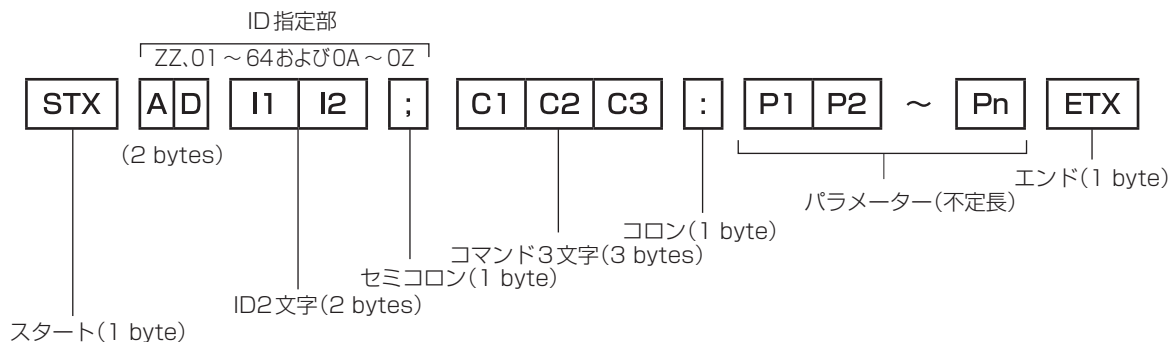 ID指定部
ZZ、01～64および0A～0Z
STX A D I1 I2 ; C1 C2 C3 : P1 P2 ～ Pn ETX
(2 bytes)
エンド(1 byte)
パラメーター(不定長)
コロン(1 byte)
コマンド3文字(3 bytes)
セミコロン(1 byte)
ID2文字(2 bytes)
スタート(1 byte)